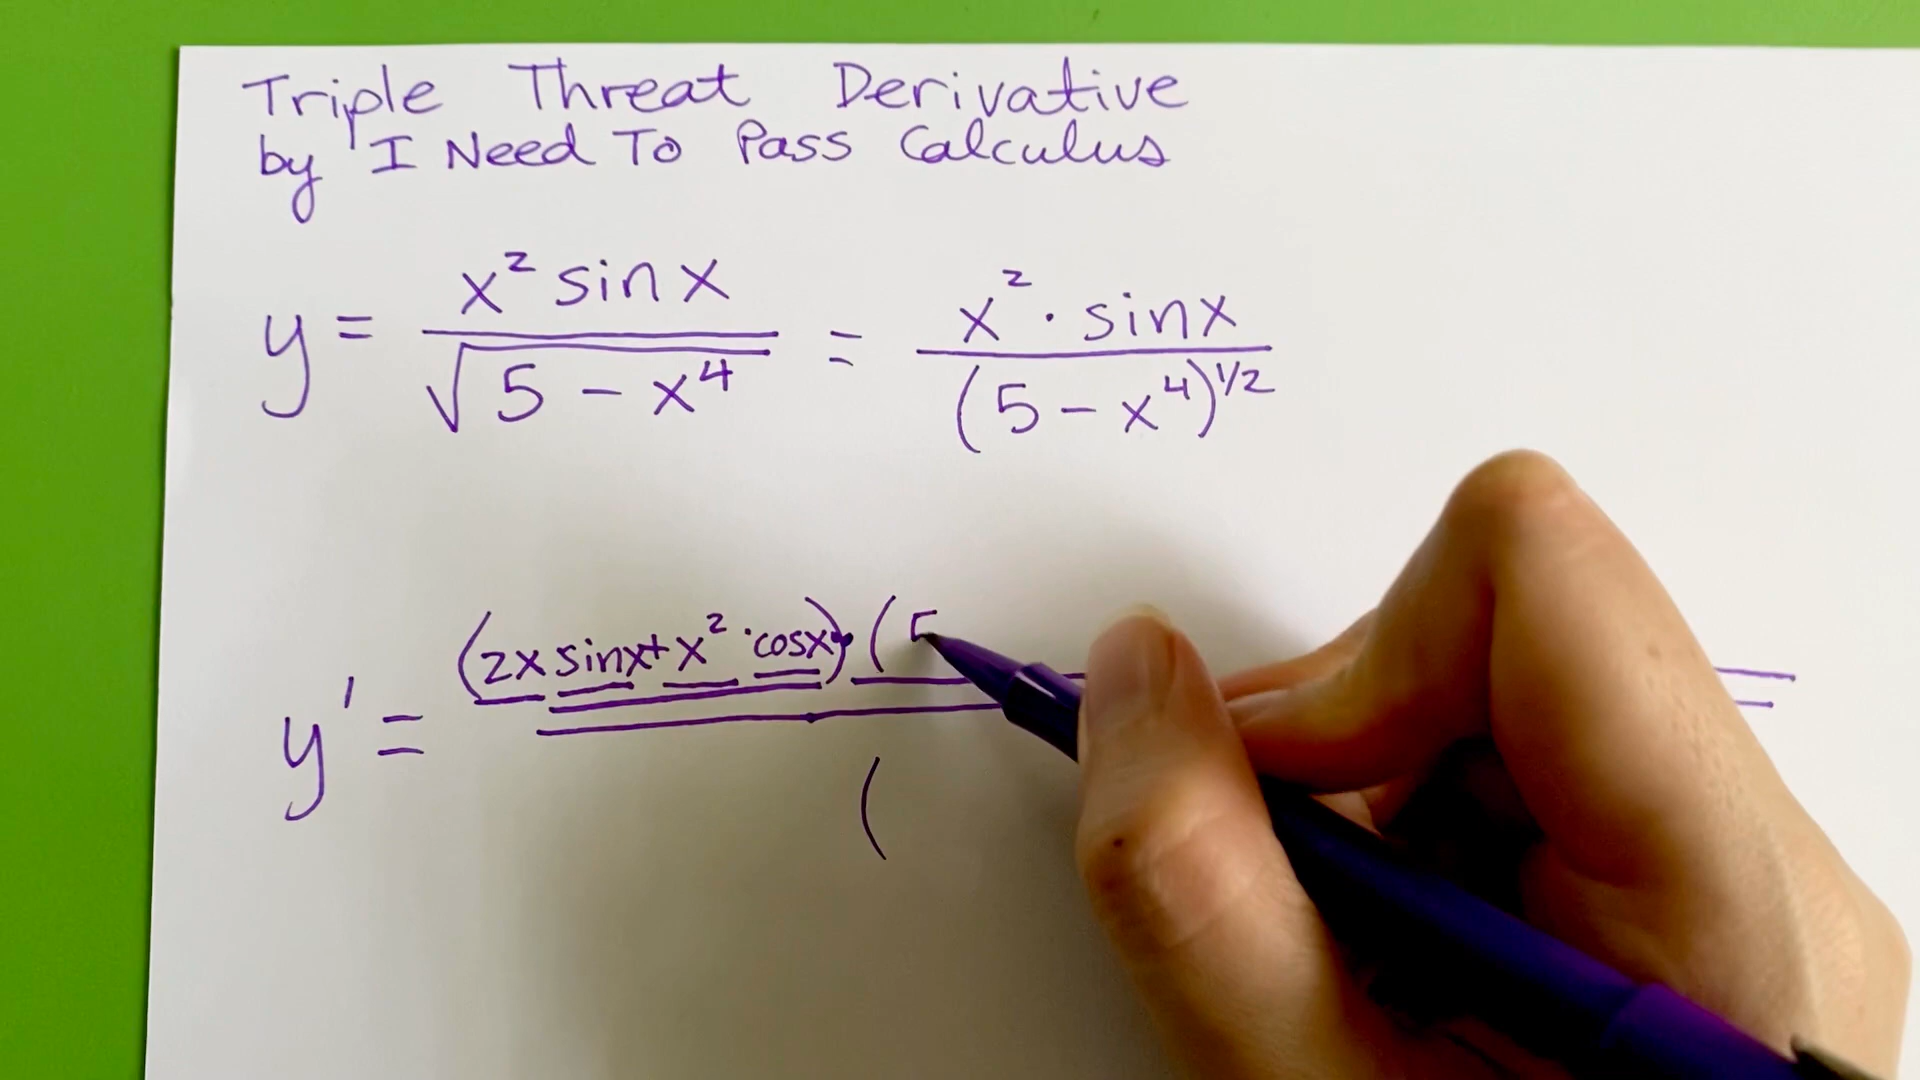 Triple Threat Derivative
by I Need To Pass Calculus
y = x² sin x / √(5 - x⁴) = x² · sin x / (5 - x⁴)^1/2
y' = (2x sinx + x² · cosx) · (5
(